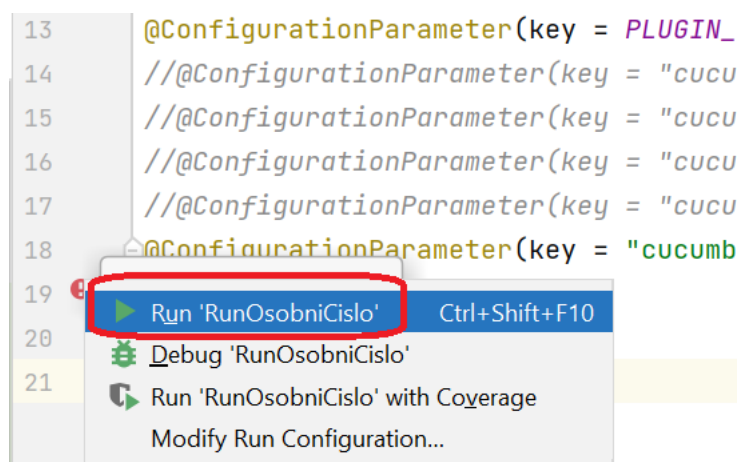 13 @ConfigurationParameter(key = PLUGIN_
14 //@ConfigurationParameter(key = "cucu
15 //@ConfigurationParameter(key = "cucu
16 //@ConfigurationParameter(key = "cucu
17 //@ConfigurationParameter(key = "cucu
18 @ConfigurationParameter(key = "cucumb
19 Run 'RunOsobniCislo' Ctrl+Shift+F10
20 Debug 'RunOsobniCislo'
21 Run 'RunOsobniCislo' with Coverage
Modify Run Configuration...